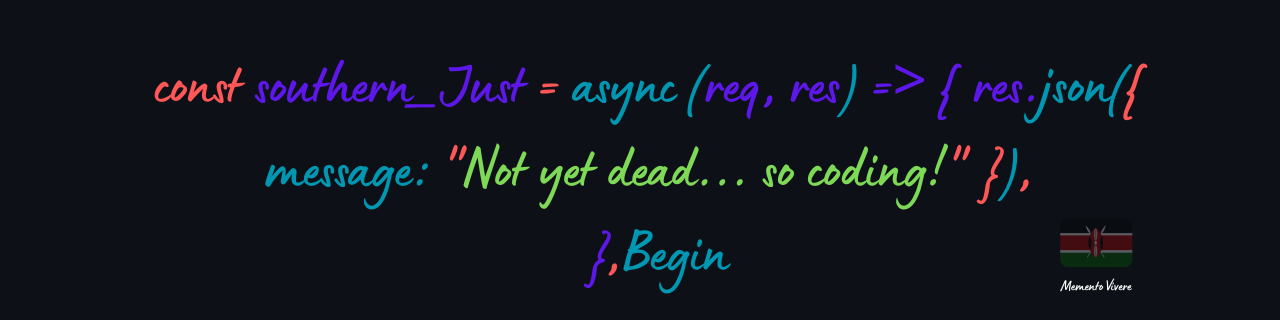 const southern_Just = async (req, res) => { res.json({
message: "Not yet dead... so coding!" }),
},Begin
Memento Vivere